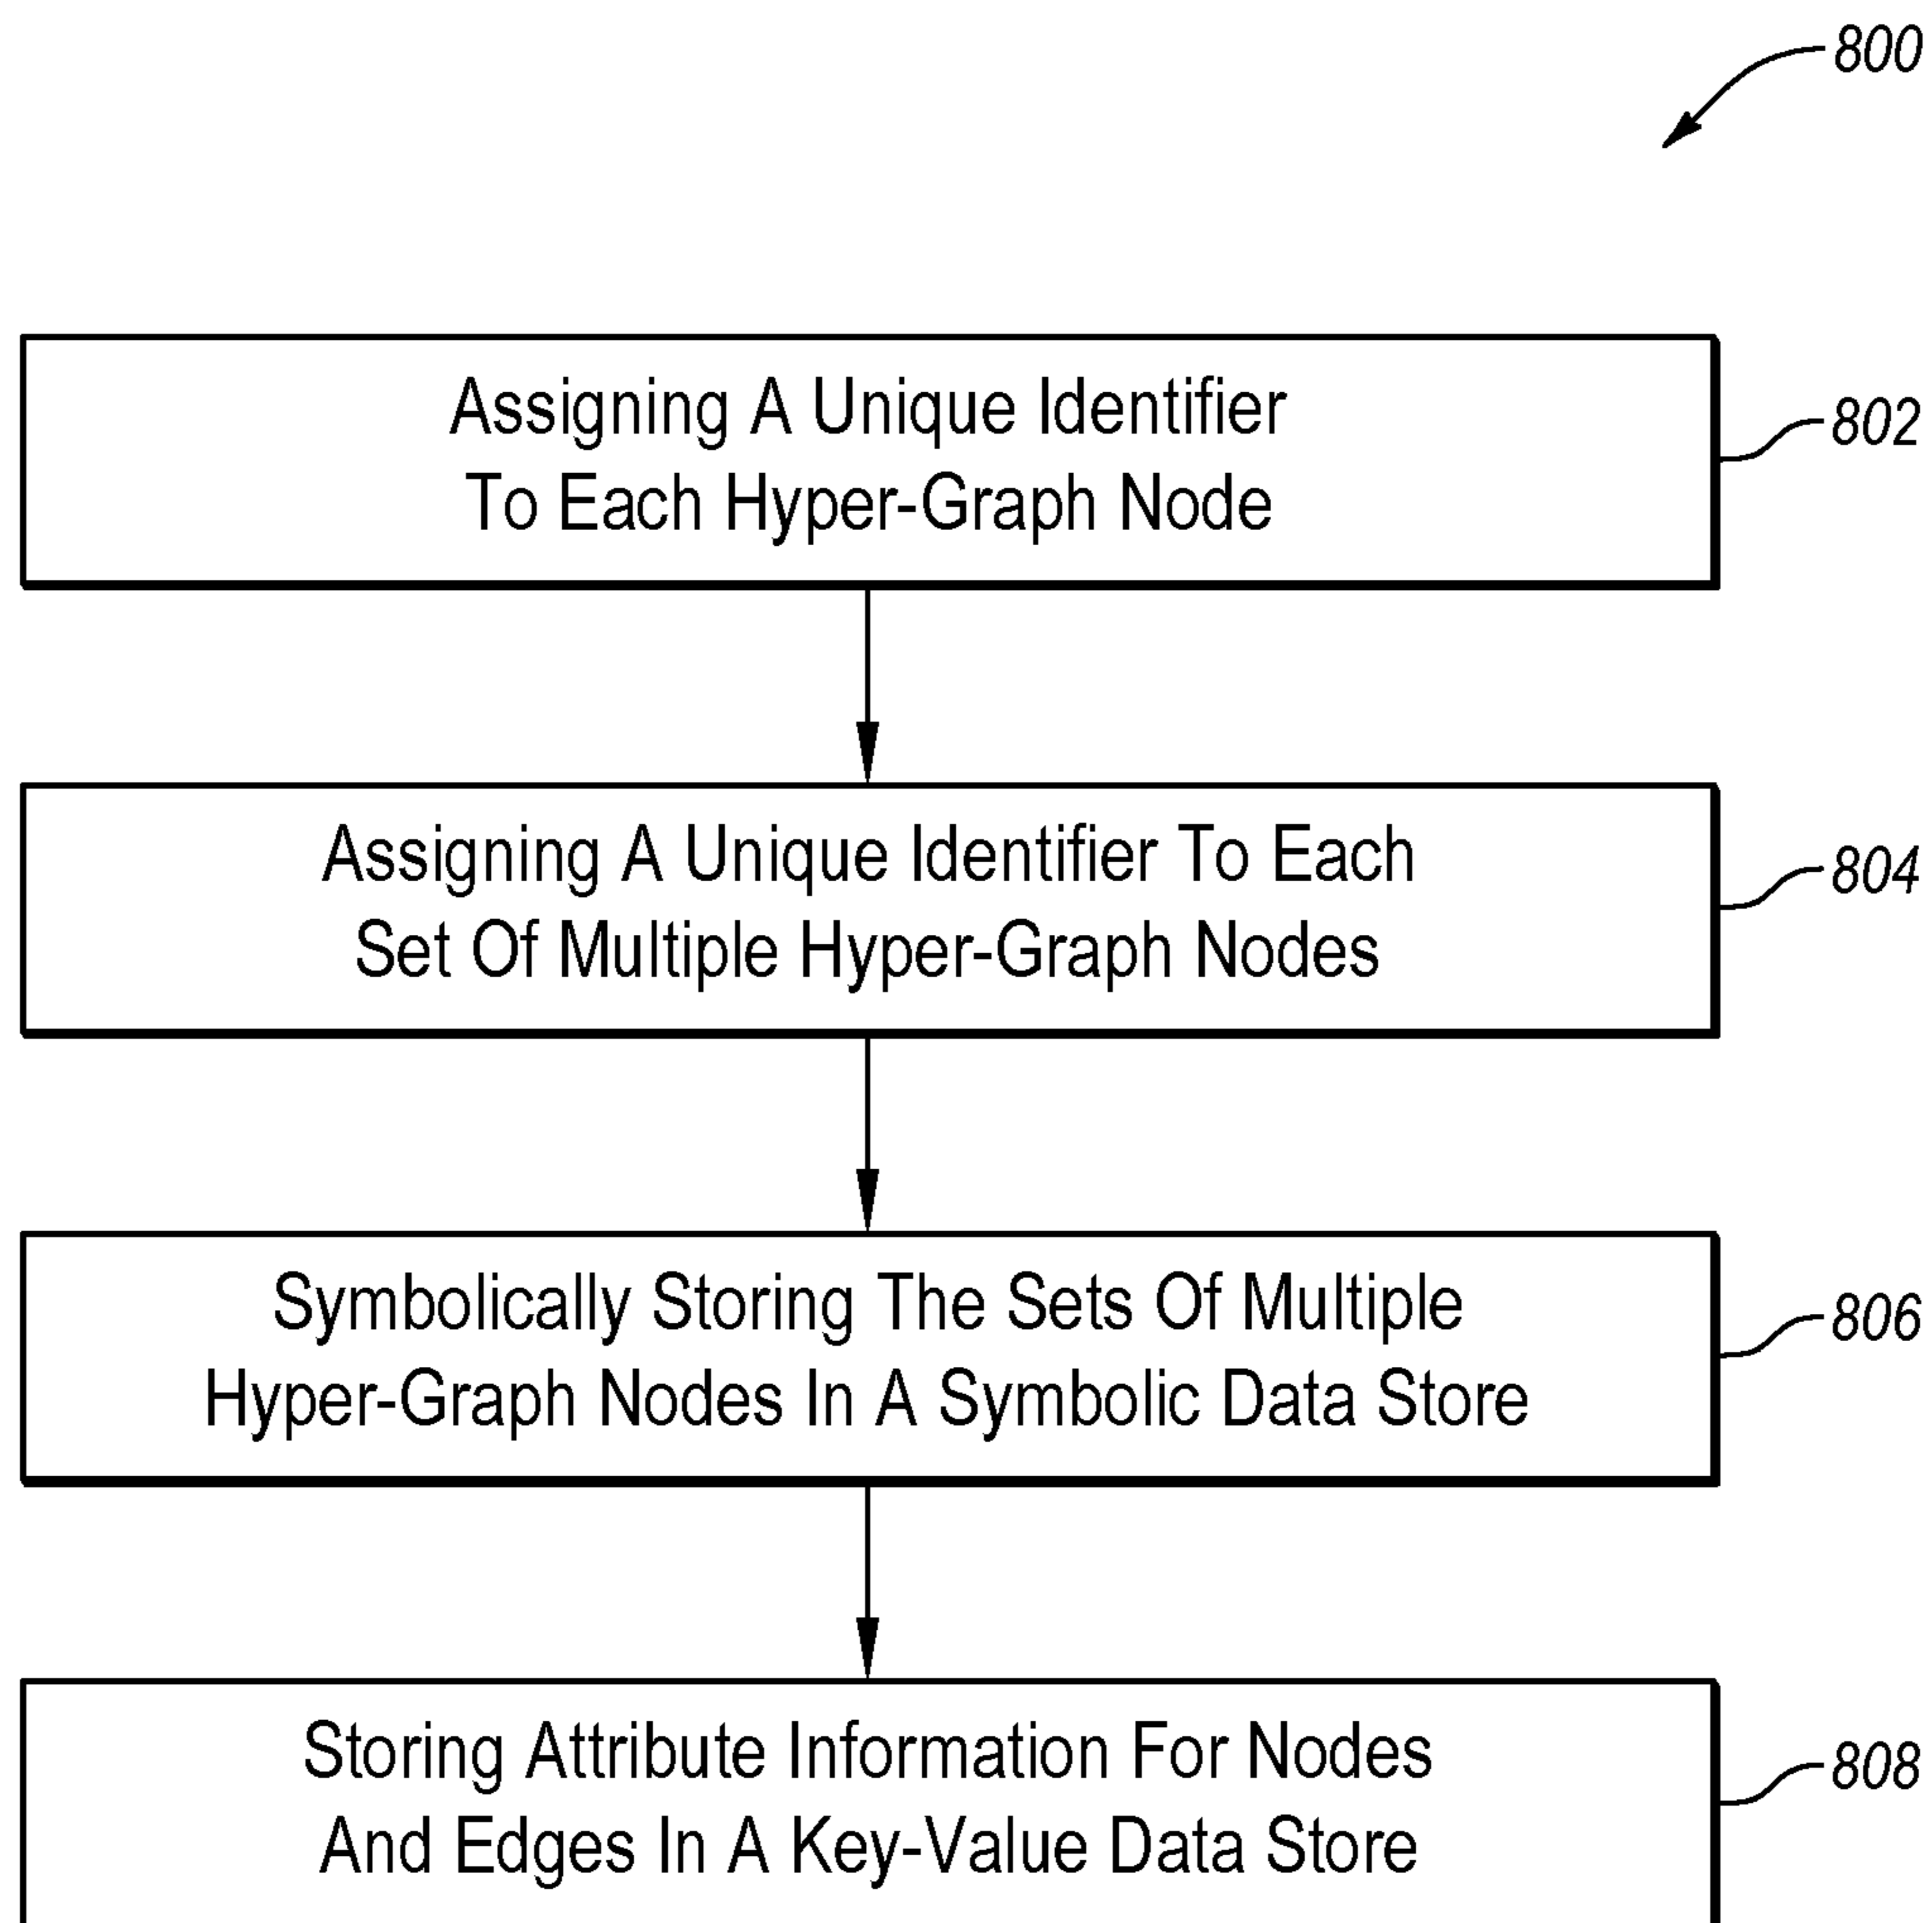 800
Assigning A Unique Identifier
To Each Hyper-Graph Node
802
Assigning A Unique Identifier To Each
Set Of Multiple Hyper-Graph Nodes
804
Symbolically Storing The Sets Of Multiple
Hyper-Graph Nodes In A Symbolic Data Store
806
Storing Attribute Information For Nodes
And Edges In A Key-Value Data Store
808